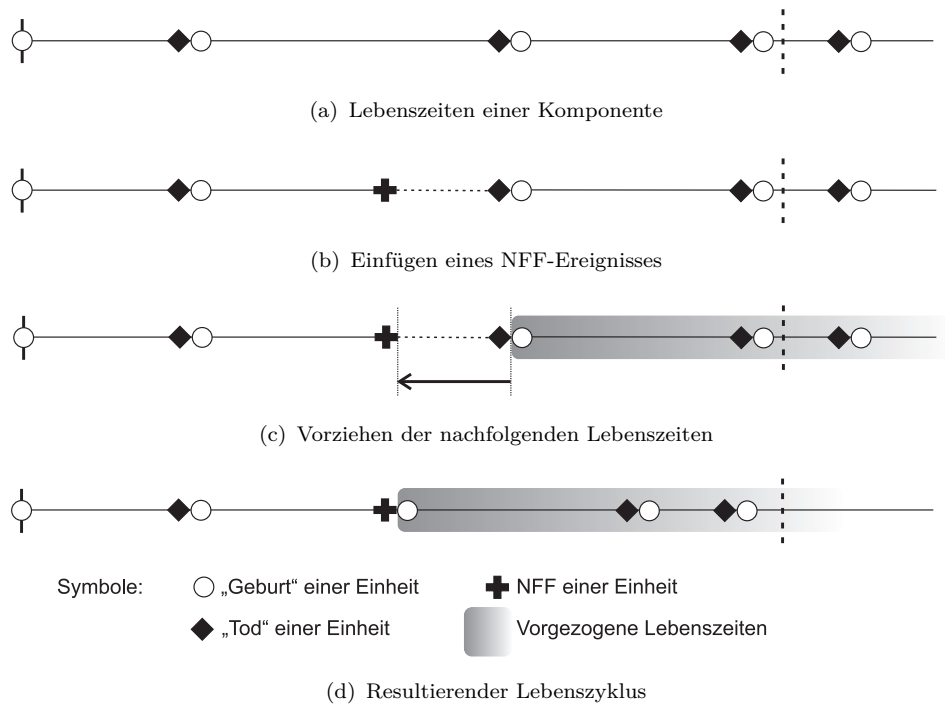 (a) Lebenszeiten einer Komponente
(b) Einfügen eines NFF-Ereignisses
(c) Vorziehen der nachfolgenden Lebenszeiten
Symbole: „Geburt“ einer Einheit NFF einer Einheit
„Tod“ einer Einheit Vorgezogene Lebenszeiten
(d) Resultierender Lebenszyklus